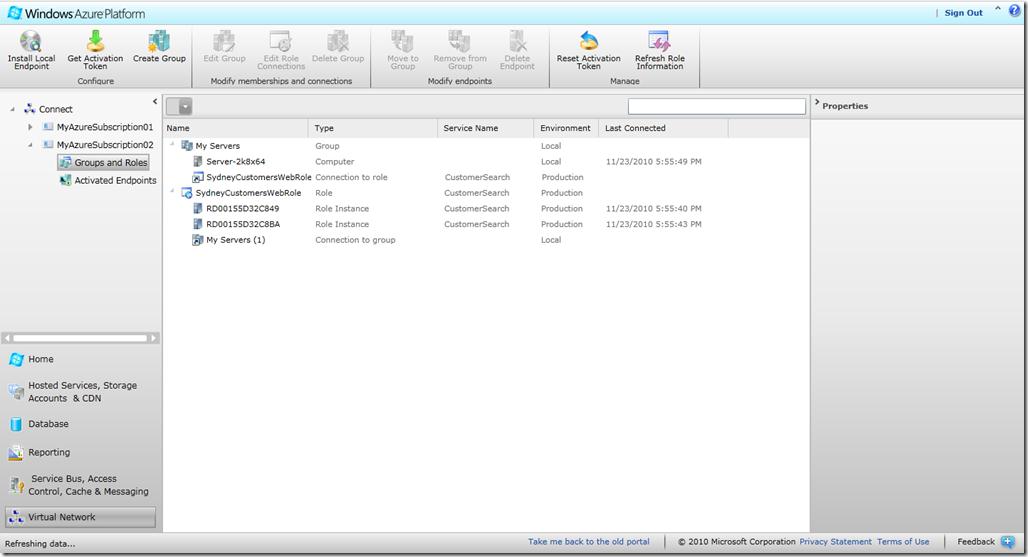 Windows Azure Platform
| Sign Out
Install Local Endpoint
Get Activation Token
Create Group
Edit Group
Edit Role Connections
Delete Group
Move to Group
Remove from Group
Delete Endpoint
Reset Activation Token
Refresh Role Information
Configure
Modify memberships and connections
Modify endpoints
Manage
Connect
MyAzureSubscription01
MyAzureSubscription02
Groups and Roles
Activated Endpoints
Home
Hosted Services, Storage
Accounts & CDN
Database
Reporting
Service Bus, Access
Control, Cache & Messaging
Virtual Network
Name Type Service Name Environment Last Connected
My Servers Group Local
Server-2k8x64 Computer Local 11/23/2010 5:55:49 PM
SydneyCustomersWebRole Connection to role CustomerSearch Production
SydneyCustomersWebRole Role CustomerSearch Production
RD00155D32C849 Role Instance CustomerSearch Production 11/23/2010 5:55:40 PM
RD00155D32C8BA Role Instance CustomerSearch Production 11/23/2010 5:55:43 PM
My Servers (1) Connection to group Local
Properties
Refreshing data...
Take me back to the old portal | © 2010 Microsoft Corporation Privacy Statement Terms of Use | Feedback